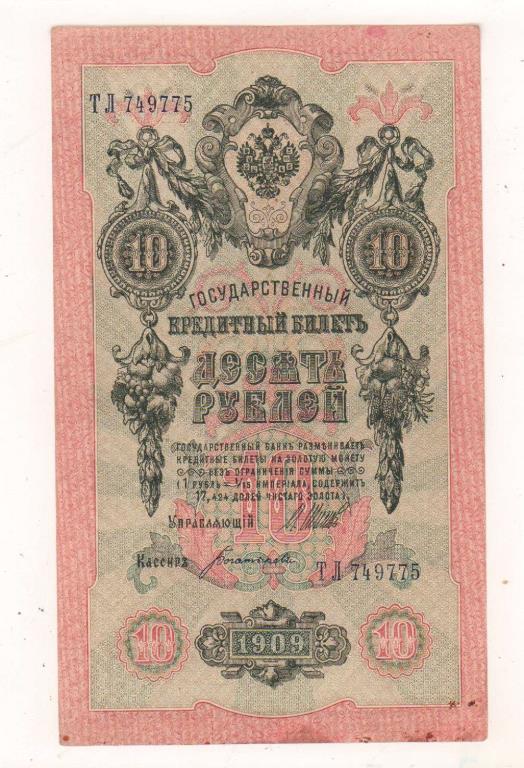 ТЛ 749775
10 10
ГОСУДАРСТВЕННЫЙ
КРЕДИТНЫЙ БИЛЕТЪ
ДЕСЯТЬ
РУБЛЕЙ
ГОСУДАРСТВЕННЫЙ БАНКЪ РАЗМѢНИВАЕТЪ
КРЕДИТНЫЕ БИЛЕТЫ НА ЗОЛОТУЮ МОНЕТУ
БЕЗЪ ОГРАНИЧЕНІЯ СУММЫ
(1 РУБЛЬ = 1/15 ИМПЕРІАЛА, СОДЕРЖИТЪ
17,424 ДОЛЕЙ ЧИСТАГО ЗОЛОТА).
10
УПРАВЛЯЮЩІЙ
Кассиръ
ТЛ 749775
10 1909 10